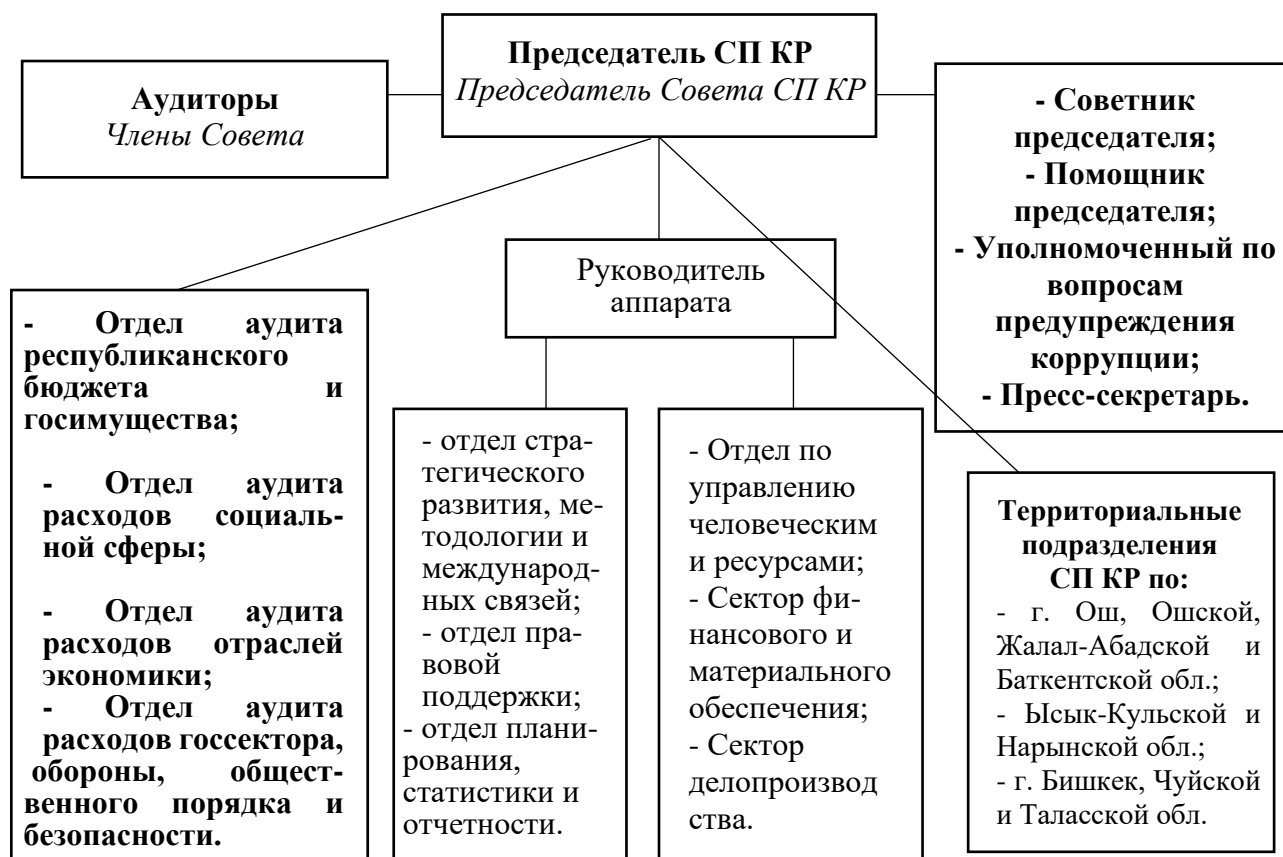 Председатель СП КР
Председатель Совета СП КР
Аудиторы
Члены Совета
- Советник
председателя;
- Помощник
председателя;
- Уполномоченный по
вопросам
предупреждения
коррупции;
- Пресс-секретарь.
Руководитель
аппарата
- Отдел аудита
республиканского
бюджета и
госимущества;
- Отдел аудита
расходов социаль-
ной сферы;
- Отдел аудита
расходов отраслей
экономики;
- Отдел аудита
расходов госсектора,
обороны, общест-
венного порядка и
безопасности.
- отдел стра-
тегического
развития, ме-
тодологии и
международ-
ных связей;
- отдел пра-
вовой
поддержки;
- отдел плани-
рования,
статистики и
отчетности.
- Отдел по
управлению
человеческим
и ресурсами;
- Сектор фи-
нансового и
материального
обеспечения;
- Сектор
делопроизвод
ства.
Территориальные
подразделения
СП КР по:
- г. Ош, Ошской,
Жалал-Абадской и
Баткентской обл.;
- Ысык-Кульской и
Нарынской обл.;
- г. Бишкек, Чуйской
и Таласской обл.